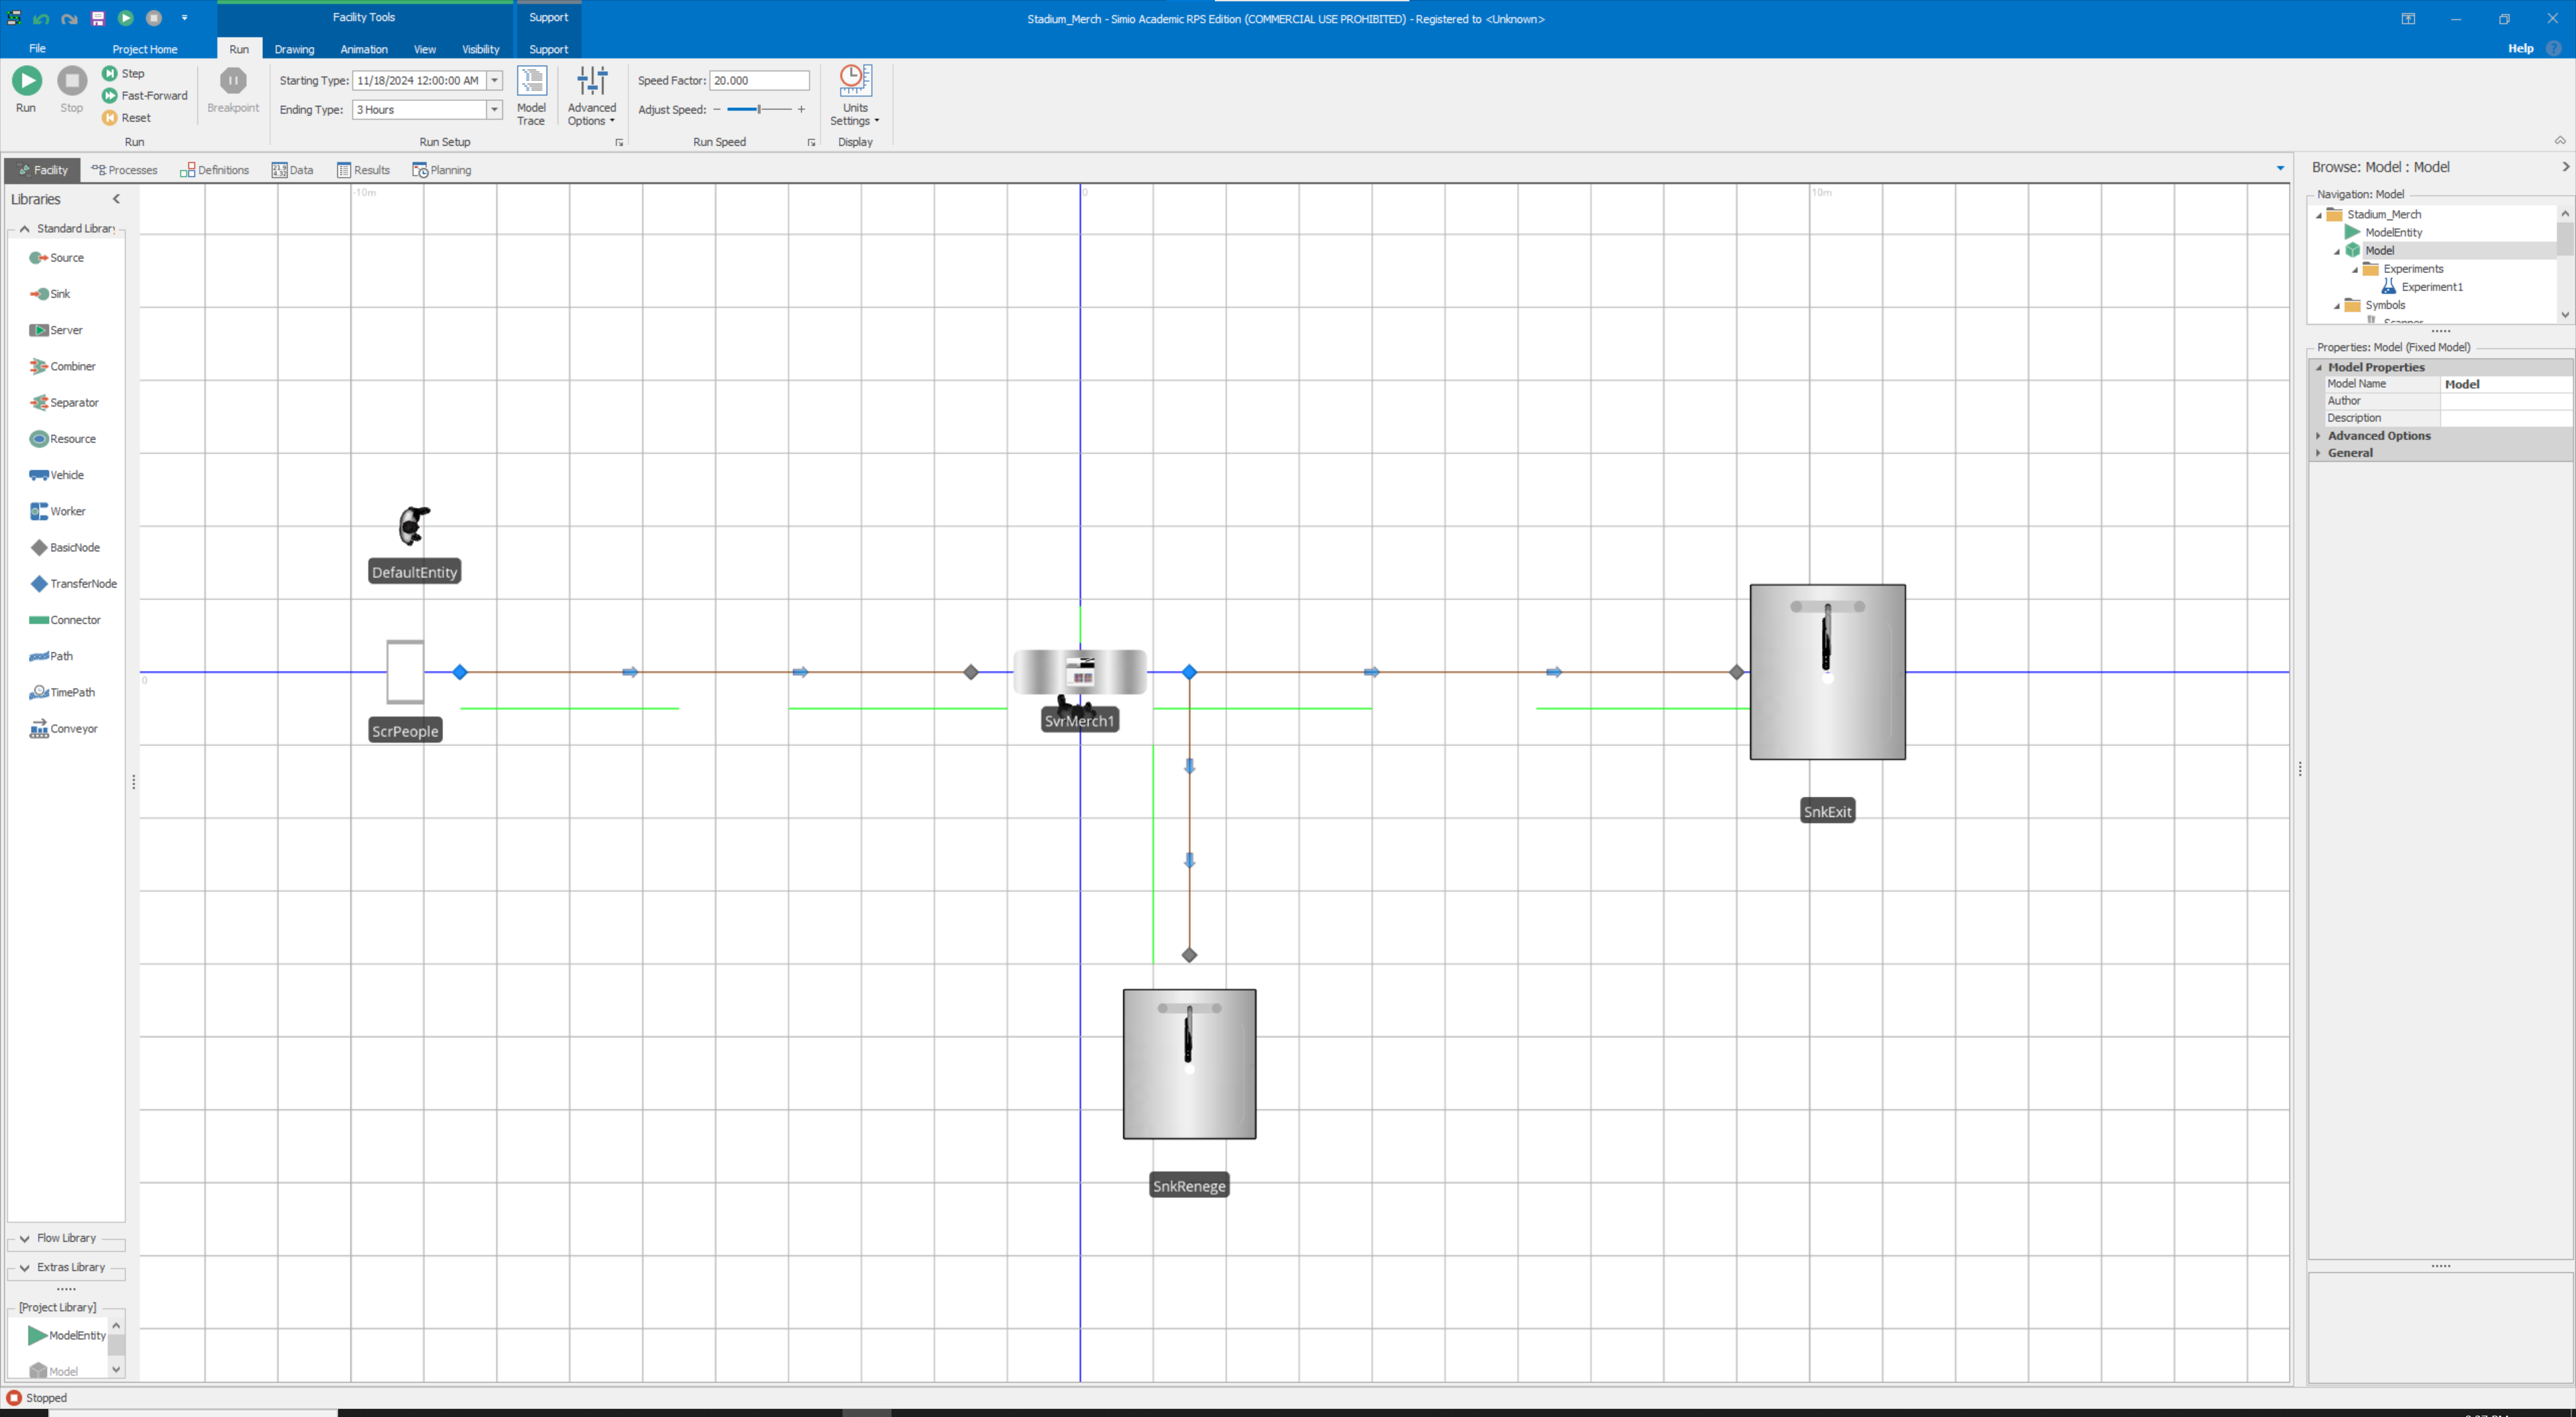 Facility Tools
Support
Stadium_Merch - Simio Academic RPS Edition (COMMERCIAL USE PROHIBITED) - Registered to <Unknown>
File
Project Home
Run
Drawing
Animation
View
Visibility
Support
Help
Run
Stop
Step
Fast-Forward
Reset
Breakpoint
Starting Type: 11/18/2024 12:00:00 AM
Ending Type: 3 Hours
Model Trace
Advanced Options
Speed Factor: 20.000
Adjust Speed: − +
Units Settings
Run
Run Setup
Run Speed
Display
Facility
Processes
Definitions
Data
Results
Planning
Libraries
Standard Library
Source
Sink
Server
Combiner
Separator
Resource
Vehicle
Worker
BasicNode
TransferNode
Connector
Path
TimePath
Conveyor
Flow Library
Extras Library
[Project Library]
ModelEntity
Model
-10m
0
10m
0
DefaultEntity
ScrPeople
SvrMerch1
SnkExit
SnkRenege
Browse: Model : Model
Navigation: Model
Stadium_Merch
ModelEntity
Model
Experiments
Experiment1
Symbols
Properties: Model (Fixed Model)
Model Properties
Model Name Model
Author
Description
Advanced Options
General
Stopped